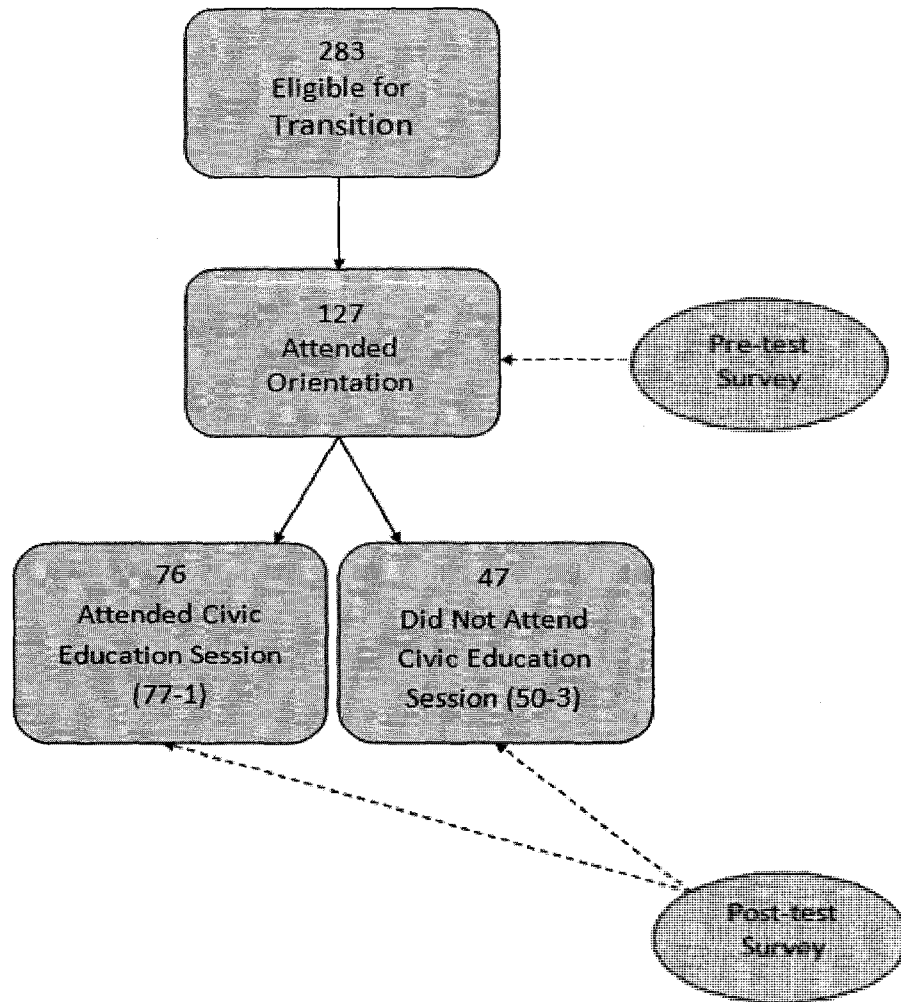 283
Eligible for
Transition
127
Attended
Orientation
Pre-test
Survey
76
Attended Civic
Education Session
(77-1)
47
Did Not Attend
Civic Education
Session (50-3)
Post-test
Survey